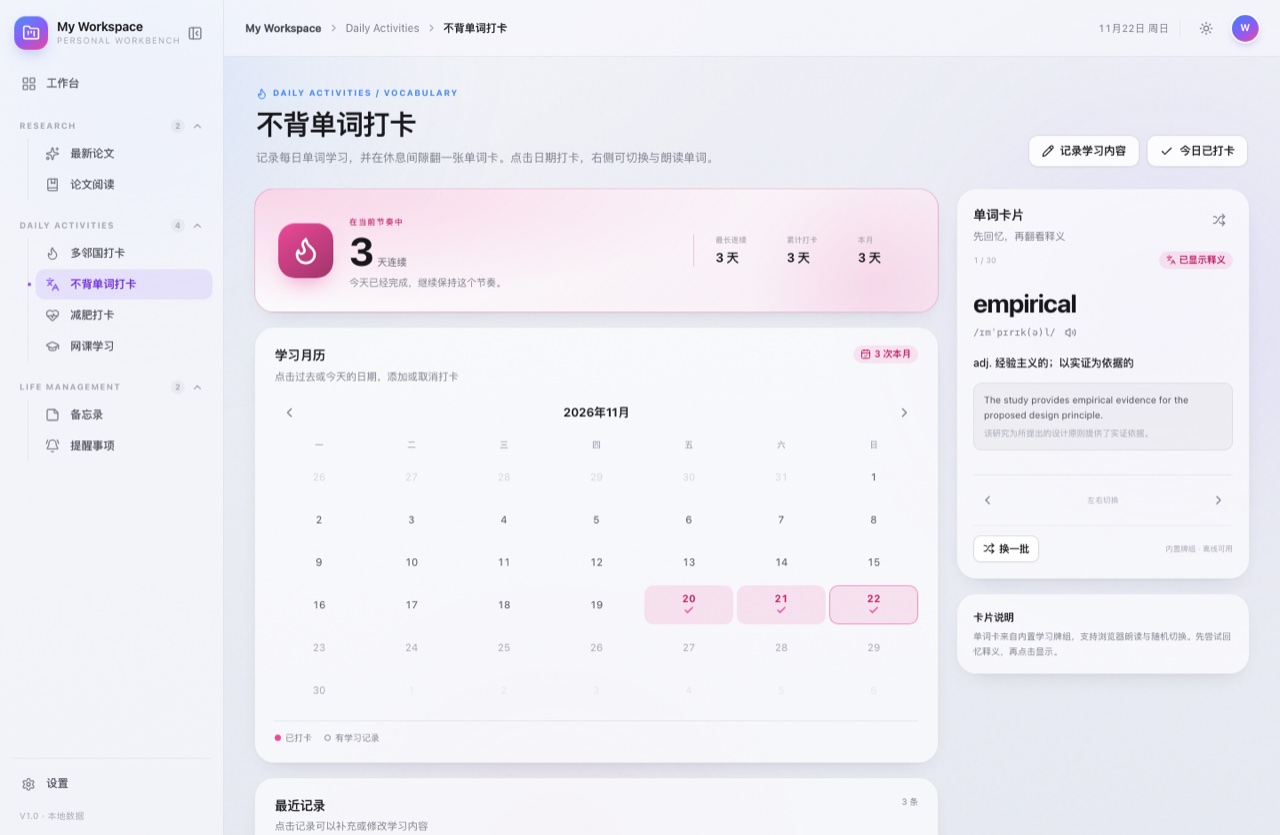 My Workspace
PERSONAL WORKBENCH
工作台
RESEARCH 2
最新论文
论文阅读
DAILY ACTIVITIES 4
多邻国打卡
不背单词打卡
减肥打卡
网课学习
LIFE MANAGEMENT 2
备忘录
提醒事项
设置
V1.0 · 本地数据
My Workspace > Daily Activities > 不背单词打卡
11月22日 周日
W
DAILY ACTIVITIES / VOCABULARY
不背单词打卡
记录每日单词学习，并在休息间隙翻一张单词卡。点击日期打卡，右侧可切换与朗读单词。
记录学习内容
今日已打卡
在当前节奏中
3 天连续
今天已经完成，继续保持这个节奏。
最长连续 累计打卡 本月
3 天 3 天 3 天
学习月历
3 次本月
点击过去或今天的日期，添加或取消打卡
2026年11月
一 二 三 四 五 六 日
26 27 28 29 30 31 1
2 3 4 5 6 7 8
9 10 11 12 13 14 15
16 17 18 19 20 21 22
23 24 25 26 27 28 29
30 1 2 3 4 5 6
已打卡 有学习记录
最近记录
3 条
点击记录可以补充或修改学习内容
单词卡片
先回忆，再翻看释义
1 / 30
已显示释义
empirical
/ɪmˈpɪrɪk(ə)l/
adj. 经验主义的；以实证为依据的
The study provides empirical evidence for the
proposed design principle.
该研究为所提出的设计原则提供了实证依据。
左右切换
换一批
内置牌组 · 离线可用
卡片说明
单词卡来自内置学习牌组，支持浏览器朗读与随机切换。先尝试回
忆释义，再点击显示。